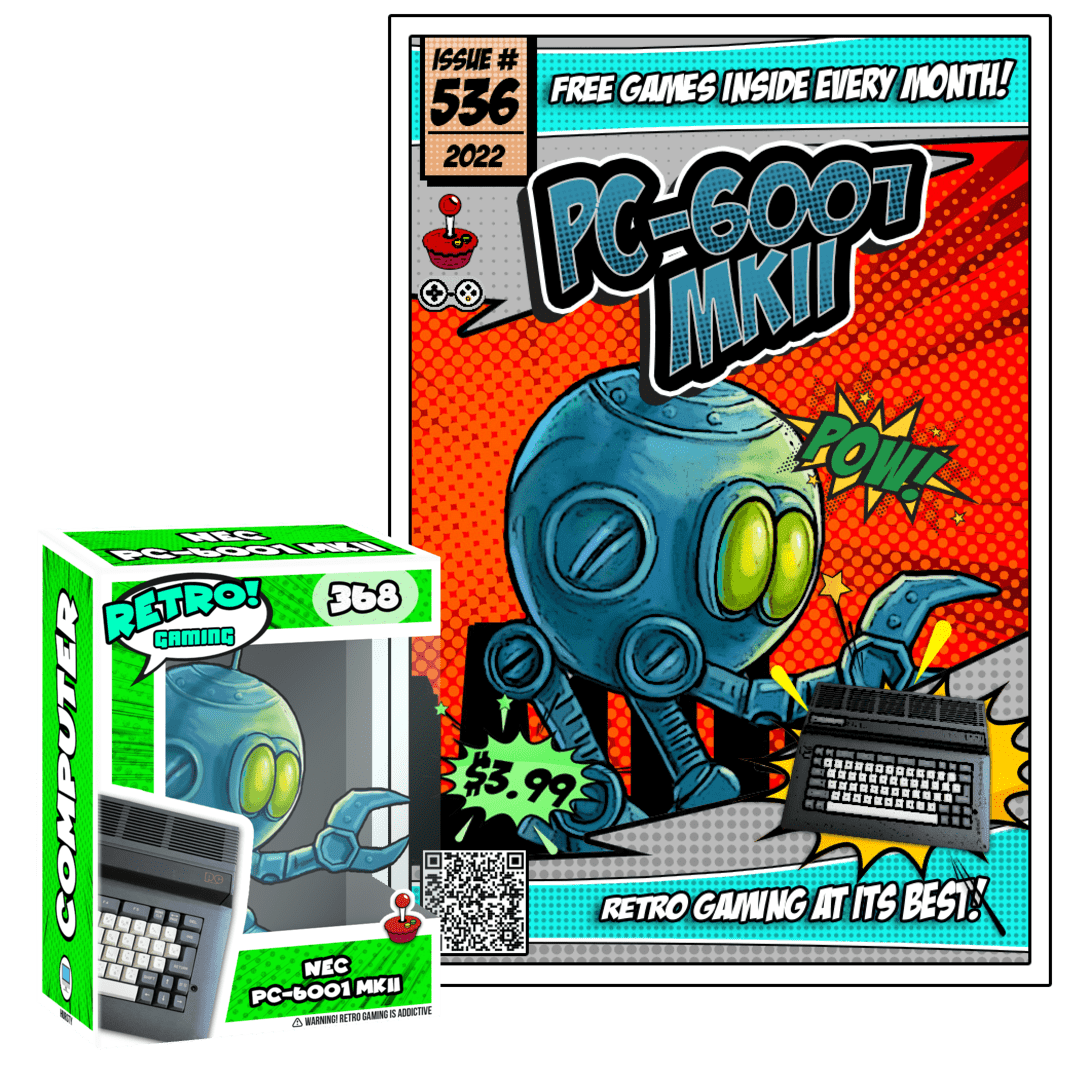 ISSUE #
536
2022
FREE GAMES INSIDE EVERY MONTH!
PC-6001
MKII
POW!
$3.99
RETRO GAMING AT ITS BEST!
NEC
PC-6001 MKII
RETRO!
GAMING
368
COMPUTER
NEC
PC-6001 MKII
WARNING! RETRO GAMING IS ADDICTIVE